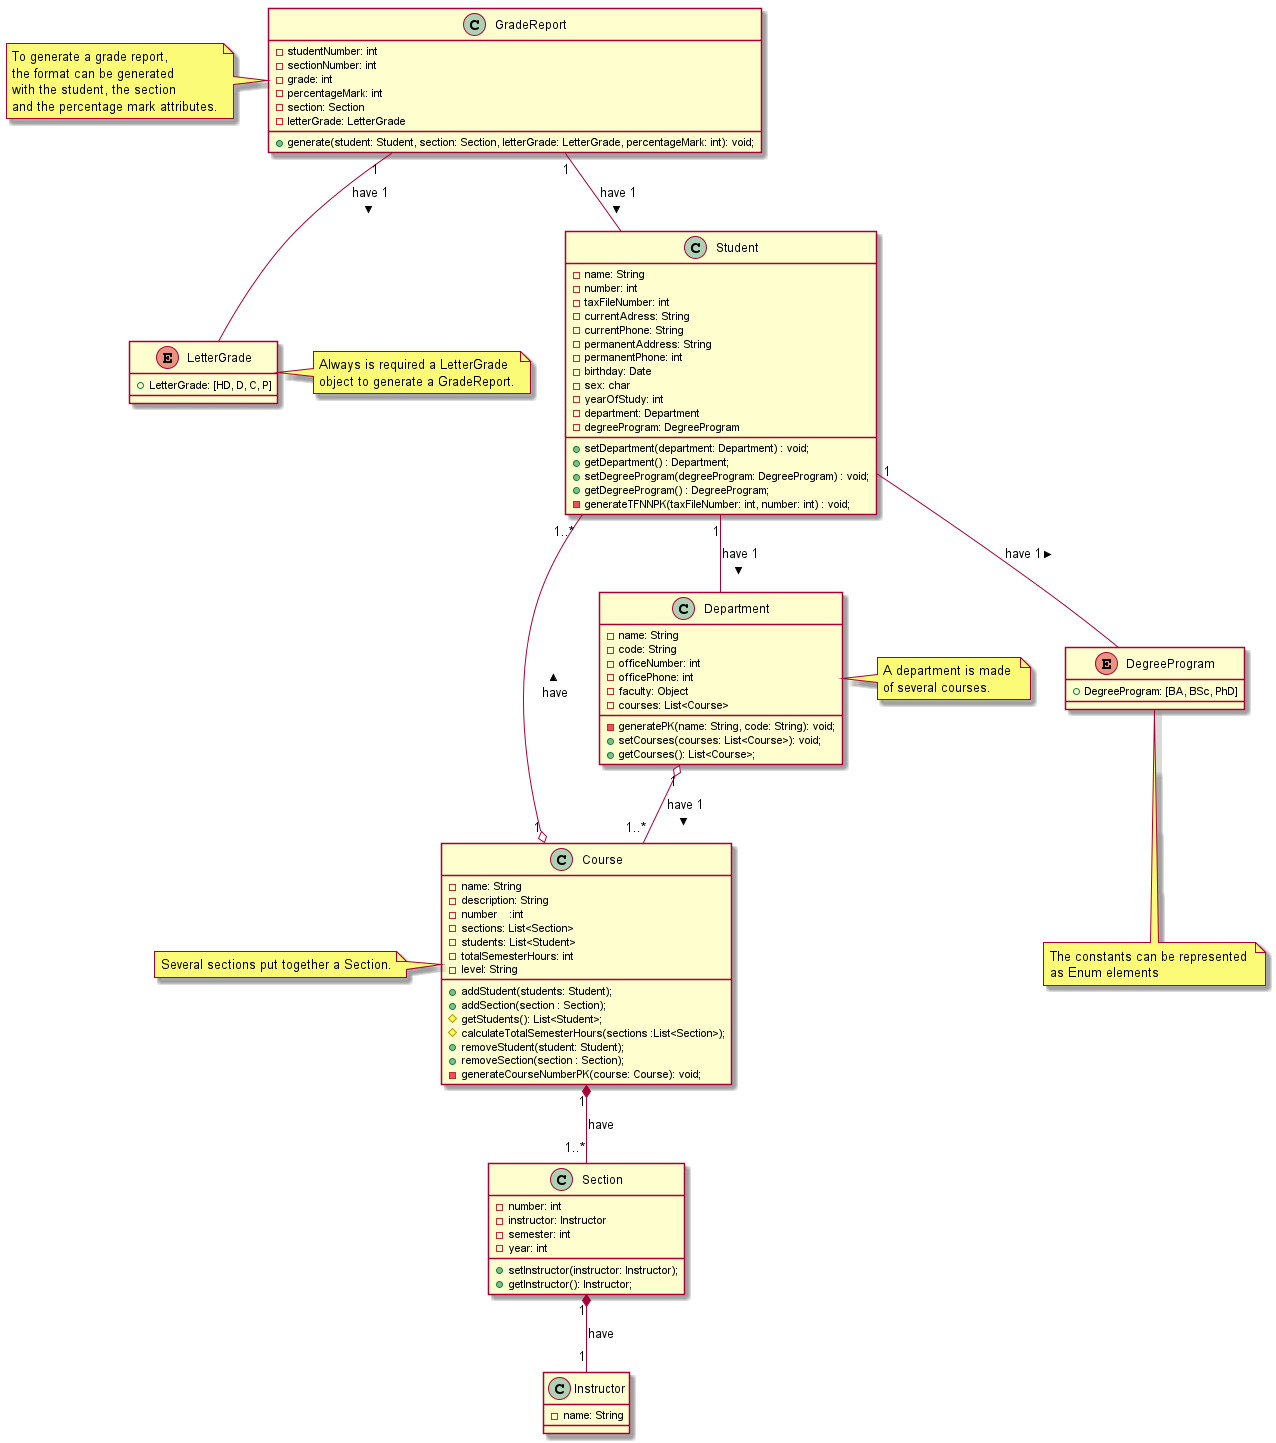 C GradeReport
studentNumber: int
sectionNumber: int
grade: int
percentageMark: int
section: Section
letterGrade: LetterGrade
generate(student: Student, section: Section, letterGrade: LetterGrade, percentageMark: int): void;
To generate a grade report,
the format can be generated
with the student, the section
and the percentage mark attributes.
1
have 1
1
have 1
C Student
name: String
number: int
taxFileNumber: int
currentAdress: String
currentPhone: String
permanentAddress: String
permanentPhone: int
birthday: Date
sex: char
yearOfStudy: int
department: Department
degreeProgram: DegreeProgram
setDepartment(department: Department) : void;
getDepartment() : Department;
setDegreeProgram(degreeProgram: DegreeProgram) : void;
getDegreeProgram() : DegreeProgram;
generateTFNNPK(taxFileNumber: int, number: int) : void;
E LetterGrade
LetterGrade: [HD, D, C, P]
Always is required a LetterGrade
object to generate a GradeReport.
1..*
have
1
1
have 1
1
have 1
C Department
name: String
code: String
officeNumber: int
officePhone: int
faculty: Object
courses: List<Course>
generatePK(name: String, code: String): void;
setCourses(courses: List<Course>): void;
getCourses(): List<Course>;
A department is made
of several courses.
E DegreeProgram
DegreeProgram: [BA, BSc, PhD]
1
have 1
1..*
C Course
name: String
description: String
number :int
sections: List<Section>
students: List<Student>
totalSemesterHours: int
level: String
addStudent(students: Student);
addSection(section : Section);
getStudents(): List<Student>;
calculateTotalSemesterHours(sections :List<Section>);
removeStudent(student: Student);
removeSection(section : Section);
generateCourseNumberPK(course: Course): void;
Several sections put together a Section.
The constants can be represented
as Enum elements
1
have
1..*
C Section
number: int
instructor: Instructor
semester: int
year: int
setInstructor(instructor: Instructor);
getInstructor(): Instructor;
1
have
1
C Instructor
name: String